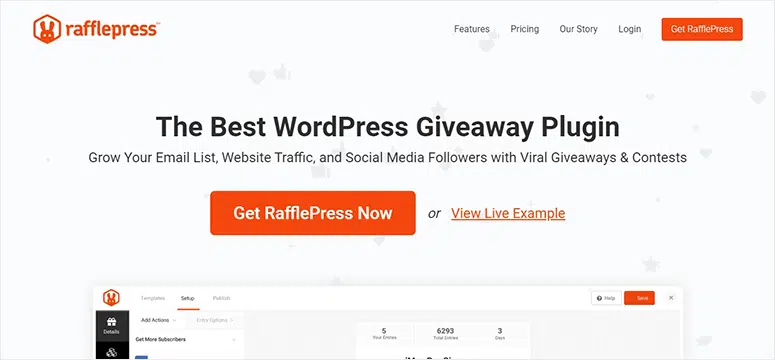 rafflepress
Features Pricing Our Story Login Get RafflePress
The Best WordPress Giveaway Plugin
Grow Your Email List, Website Traffic, and Social Media Followers with Viral Giveaways & Contests
Get RafflePress Now or View Live Example
Templates Setup Publish Help Save
Add Actions Entry Options
Details
Get More Subscribers
5 6293 3
Your Entries Total Entries Days